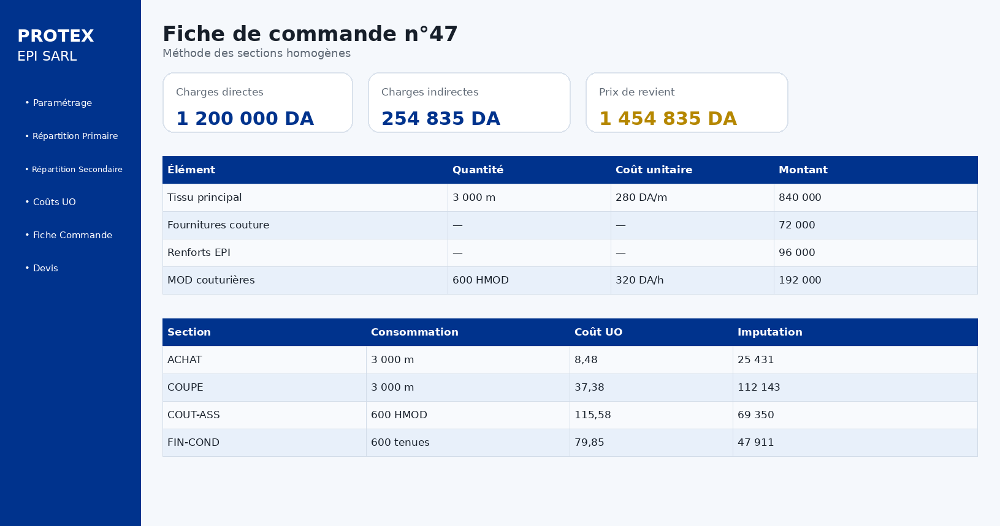 PROTEX
EPI SARL
• Paramétrage
• Répartition Primaire
• Répartition Secondaire
• Coûts UO
• Fiche Commande
• Devis
Fiche de commande n°47
Méthode des sections homogènes
Charges directes
1 200 000 DA
Charges indirectes
254 835 DA
Prix de revient
1 454 835 DA
Élément Quantité Coût unitaire Montant
Tissu principal 3 000 m 280 DA/m 840 000
Fournitures couture — — 72 000
Renforts EPI — — 96 000
MOD couturières 600 HMOD 320 DA/h 192 000
Section Consommation Coût UO Imputation
ACHAT 3 000 m 8,48 25 431
COUPE 3 000 m 37,38 112 143
COUT-ASS 600 HMOD 115,58 69 350
FIN-COND 600 tenues 79,85 47 911